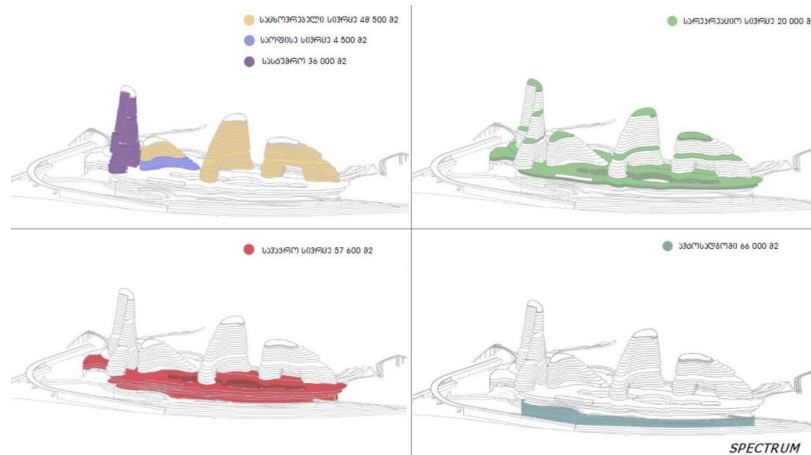 საცხოვრებელი სივრცე 48 500 მ2
საოფისე სივრცე 4 500 მ2
სასტუმრო 36 000 მ2
სარეკრეაციო სივრცე 20 000 მ
სავაჭრო სივრცე 57 600 მ2
ავტოსადგომი 66 000 მ2
SPECTRUM